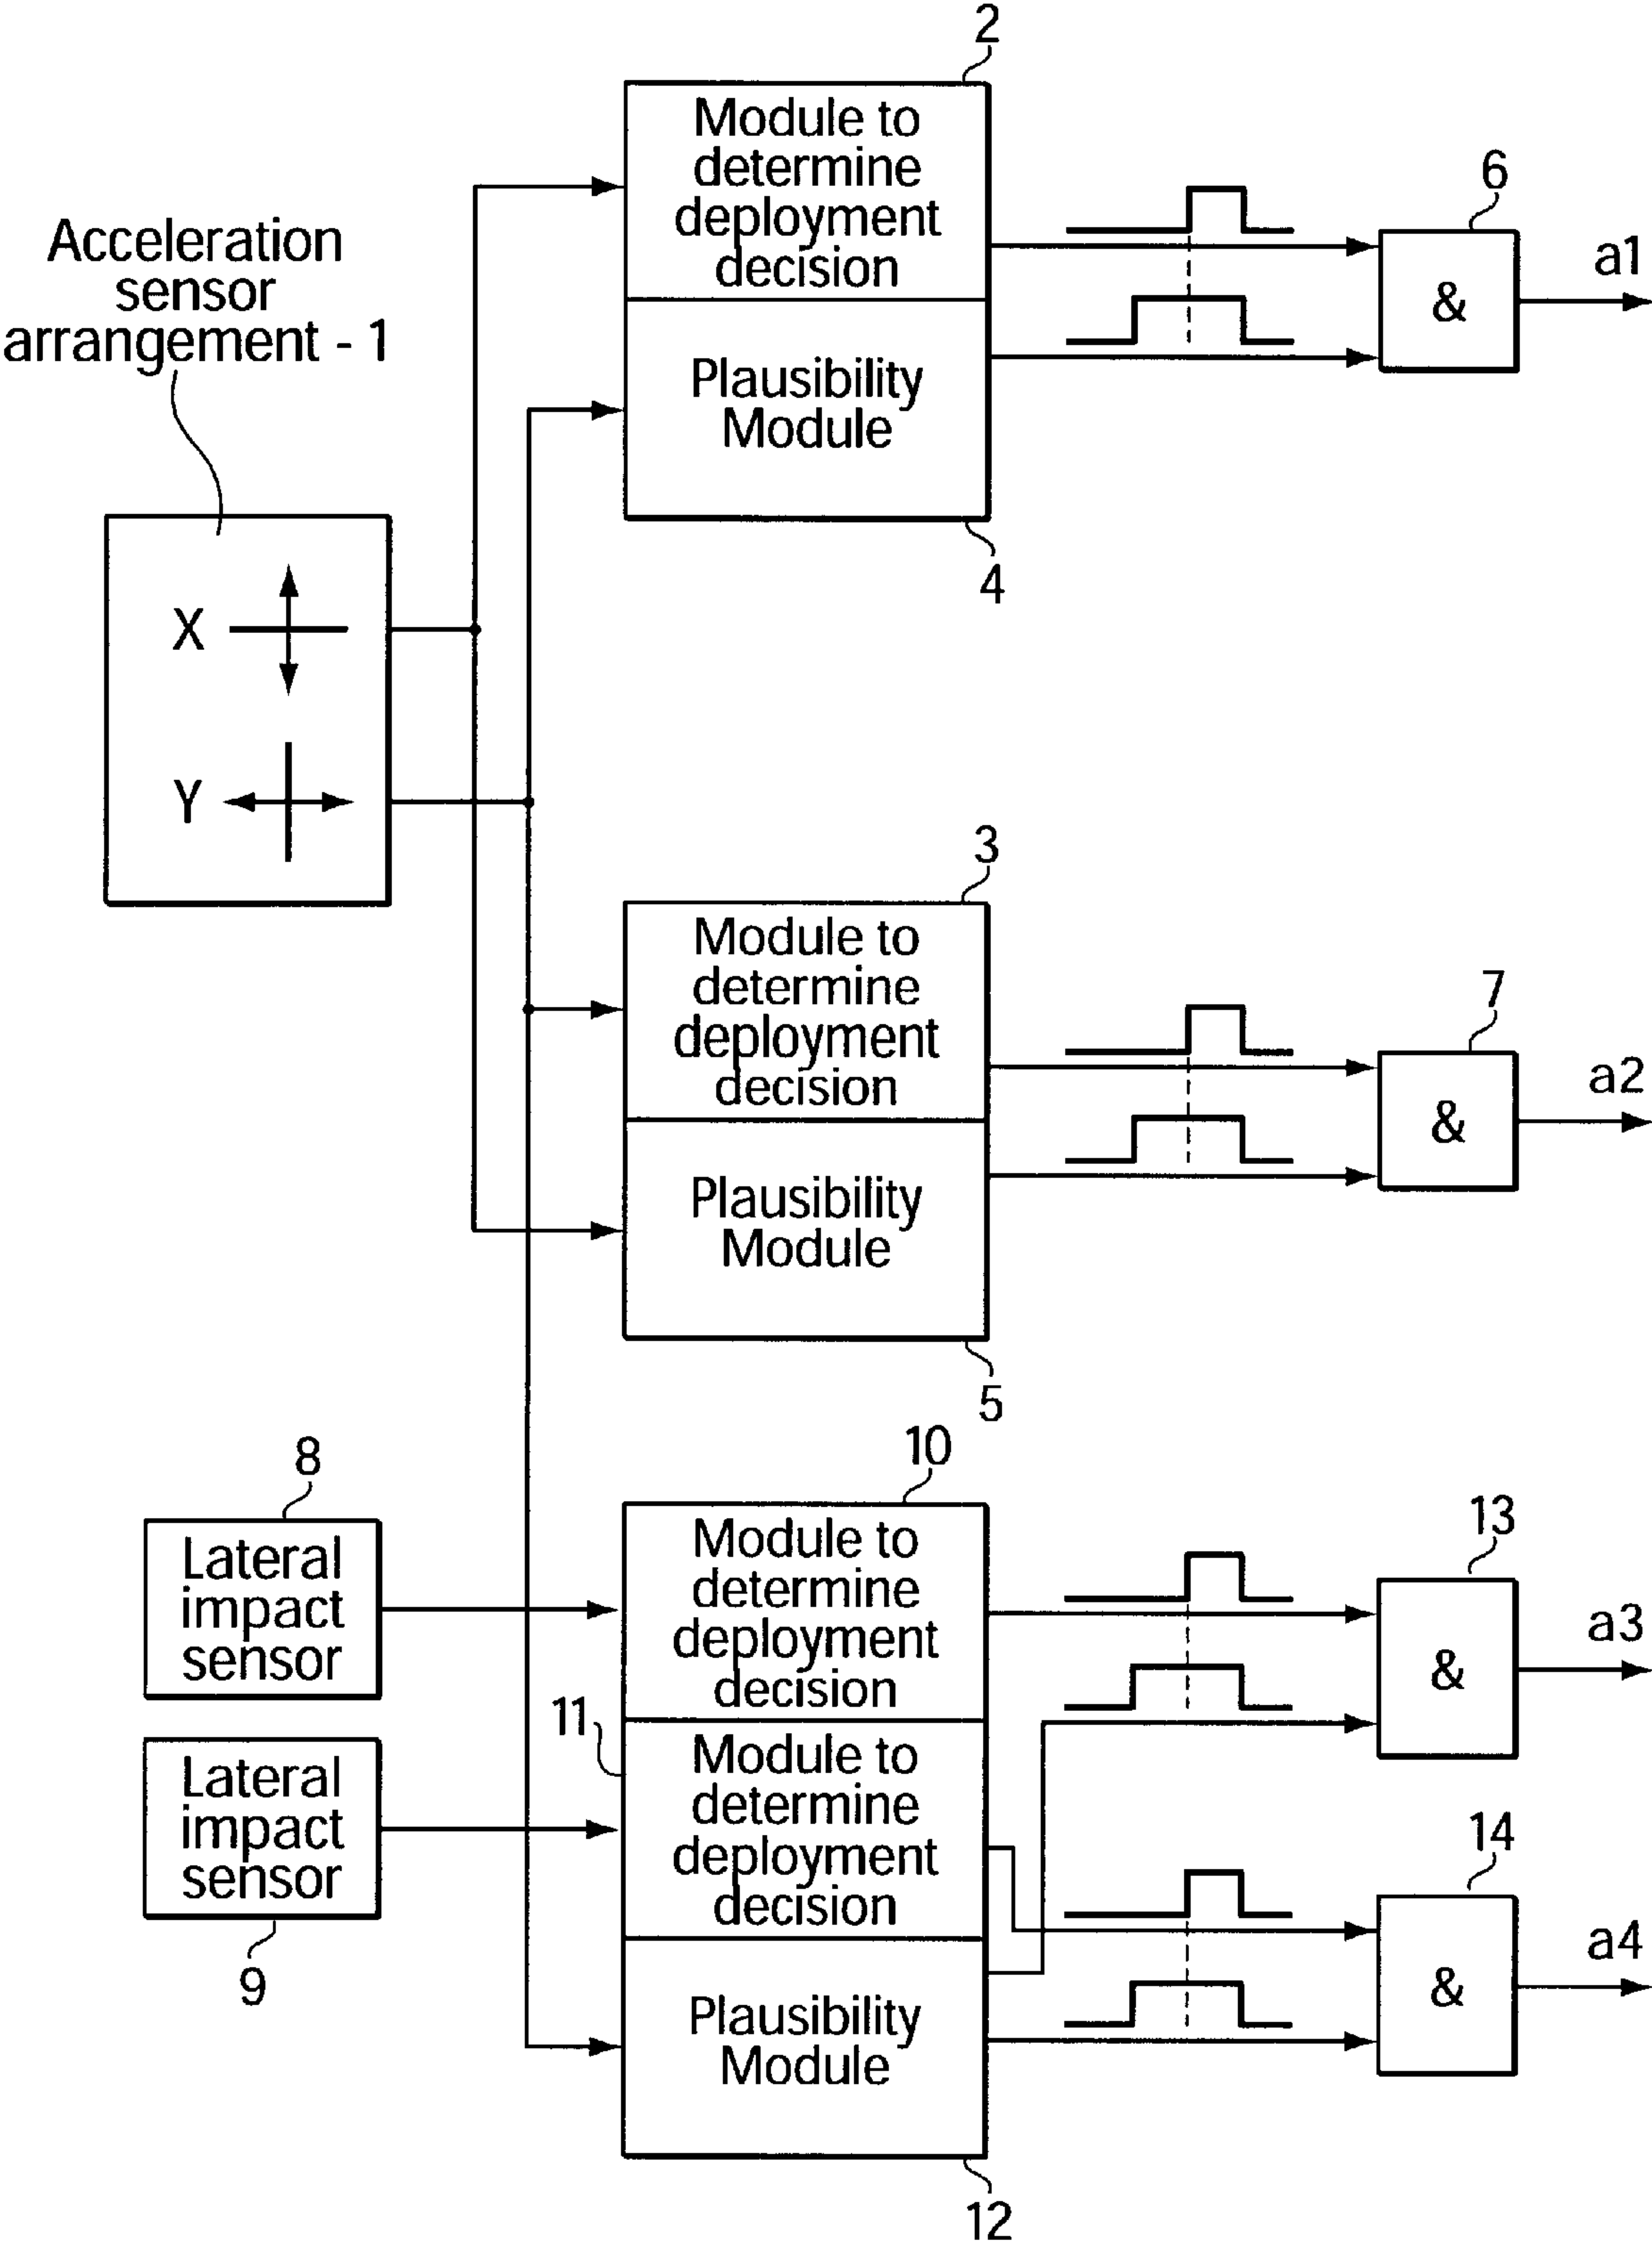 2
Module to
determine
deployment
decision
6
a1
&
Acceleration
sensor
arrangement - 1
Plausibility
Module
4
X
Y
3
Module to
determine
deployment
decision
7
a2
&
Plausibility
Module
5
8
Lateral
impact
sensor
10
Module to
determine
deployment
decision
13
a3
&
11
Lateral
impact
sensor
9
Module to
determine
deployment
decision
14
a4
&
Plausibility
Module
12